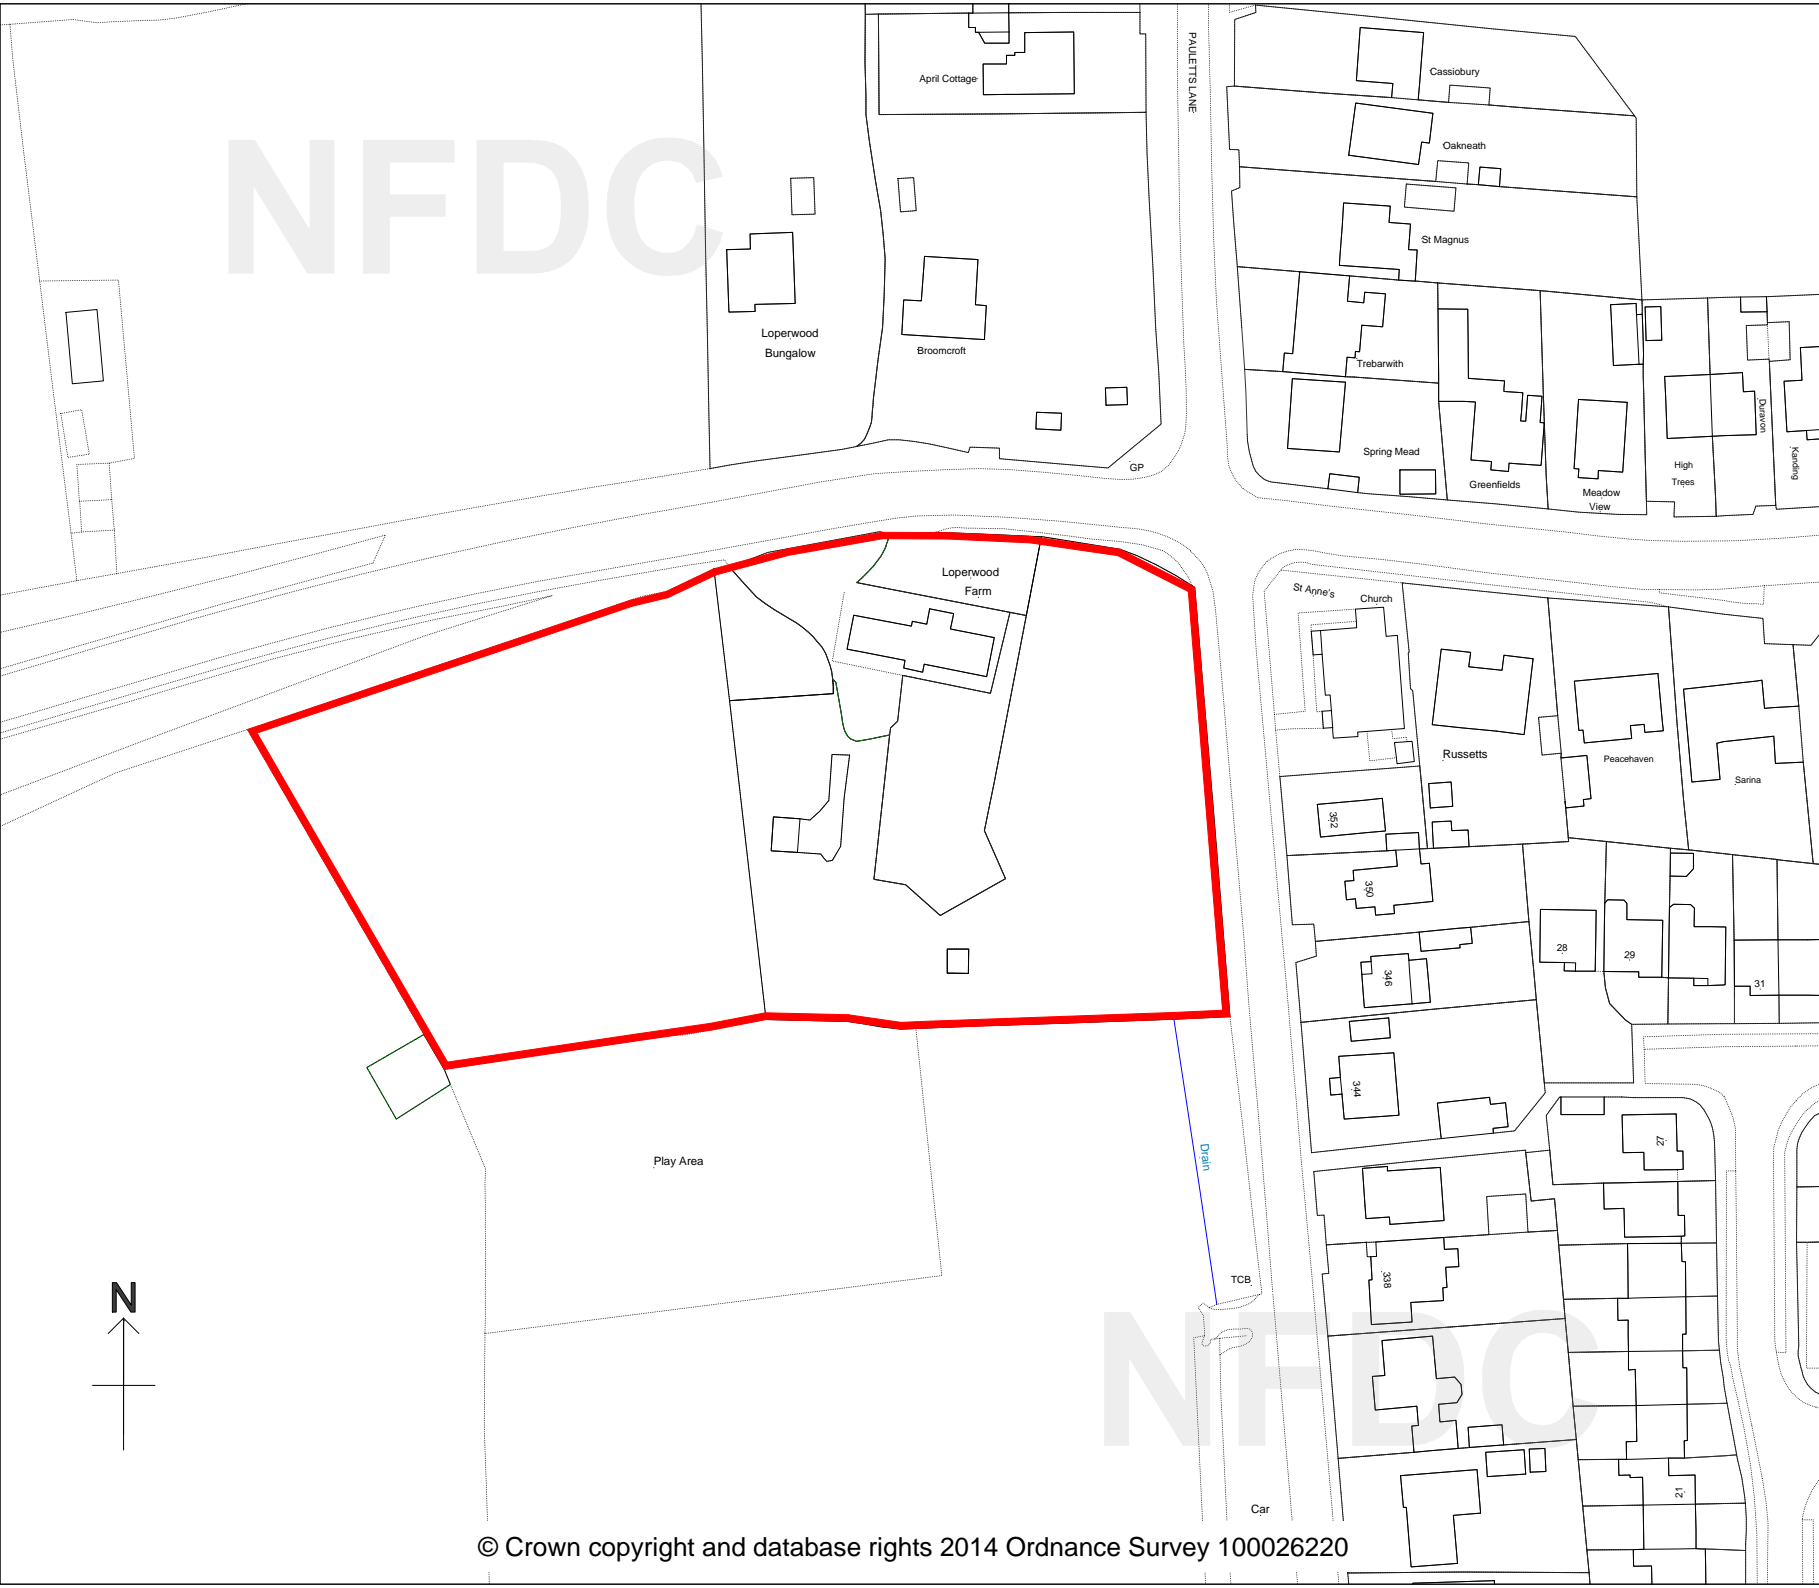 NFDC
April Cottage
PAULETTS LANE
Cassiobury
Oakneath
St Magnus
Loperwood
Bungalow
Broomcroft
Trebarwith
Spring Mead
Greenfields
Meadow
View
High
Trees
Duravon
Kanding
GP
Loperwood
Farm
St Anne's
Church
Russetts
Peacehaven
Sarina
352
350
346
344
28
29
31
27
Play Area
Drain
TCB
338
N
NFDC
21
Car
© Crown copyright and database rights 2014 Ordnance Survey 100026220